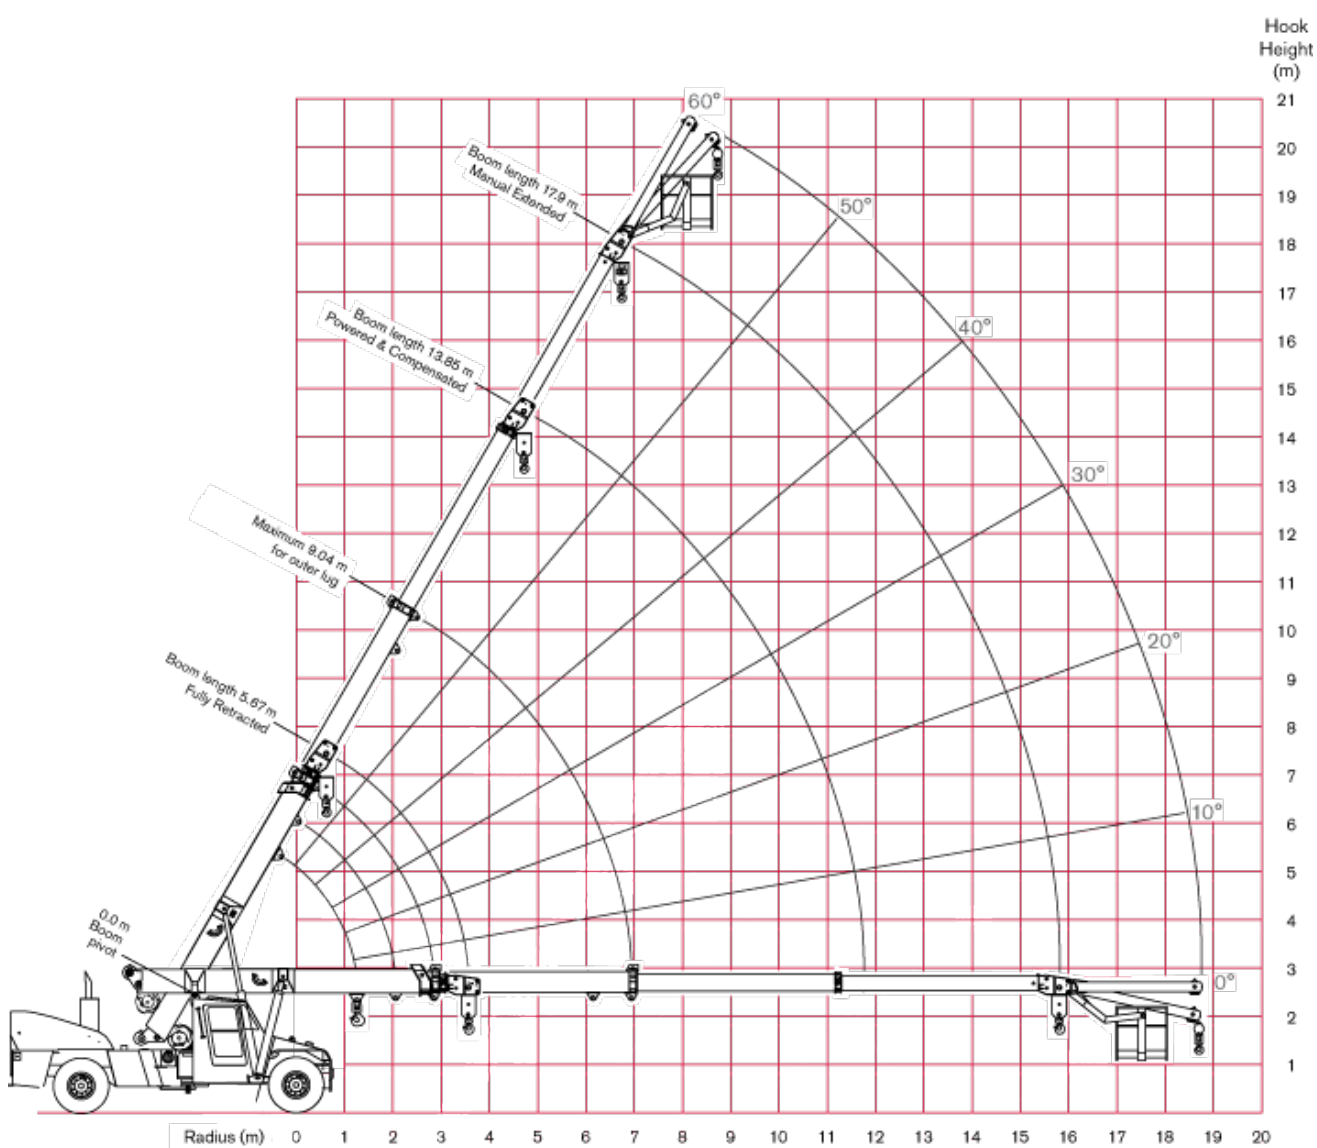 Hook
Height
(m)
21
20
19
18
17
16
15
14
13
12
11
10
9
8
7
6
5
4
3
2
1
60°
50°
40°
30°
20°
10°
0°
Boom length 17.9 m
Manual Extended
Boom length 13.85 m
Powered & Compensated
Maximum 9.04 m
for outer lug
Boom length 5.67 m
Fully Retracted
0.0 m
Boom
pivot
Radius (m) 0 1 2 3 4 5 6 7 8 9 10 11 12 13 14 15 16 17 18 19 20